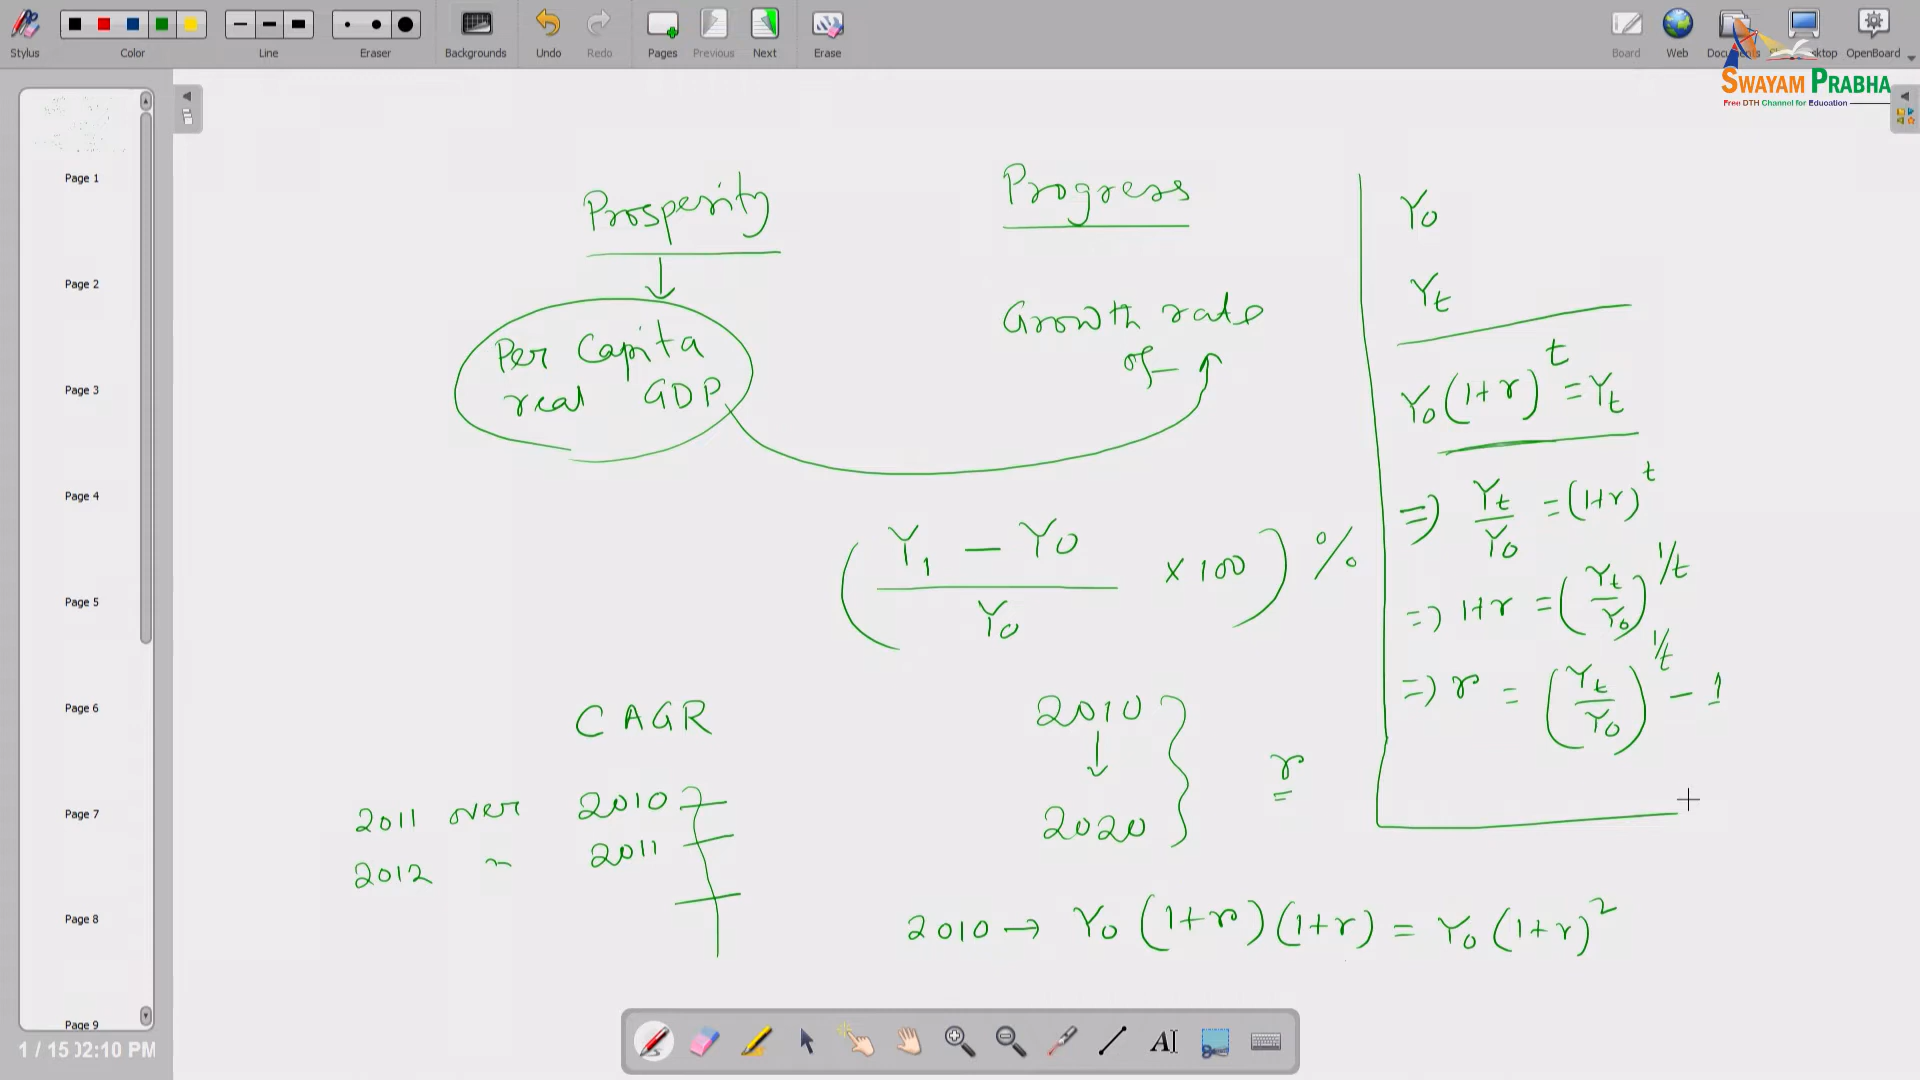 Stylus
Color
Line
Eraser
Backgrounds
Undo
Redo
Pages
Previous
Next
Erase
Board
Web
OpenBoard
SWAYAM PRABHA
Free DTH Channel for Education
Page 1
Page 2
Page 3
Page 4
Page 5
Page 6
Page 7
Page 8
Page 9
1 / 15
02:10 PM
Prosperity
Per Capita
real GDP
Progress
Growth rate
of
(Y₁ - Y₀ / Y₀ × 100) %
CAGR
2011 over 2010
2012 ~ 2011
2010
↓
2020
r
2010 → Y₀ (1+r) (1+r) = Y₀ (1+r)²
Y₀
Yt
Y₀(1+r)^t = Yt
=> Yt/Y₀ = (1+r)^t
=> 1+r = (Yt/Y₀)^1/t
=> r = (Yt/Y₀)^1/t - 1
AI